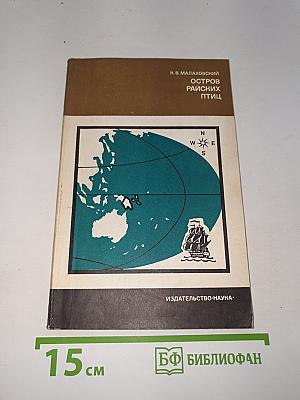 К.В.МАЛАХОВСКИЙ
ОСТРОВ
РАЙСКИХ
ПТИЦ
N
W E
S
ИЗДАТЕЛЬСТВО·НАУКА·
15 см
БФ БИБЛИОФАН